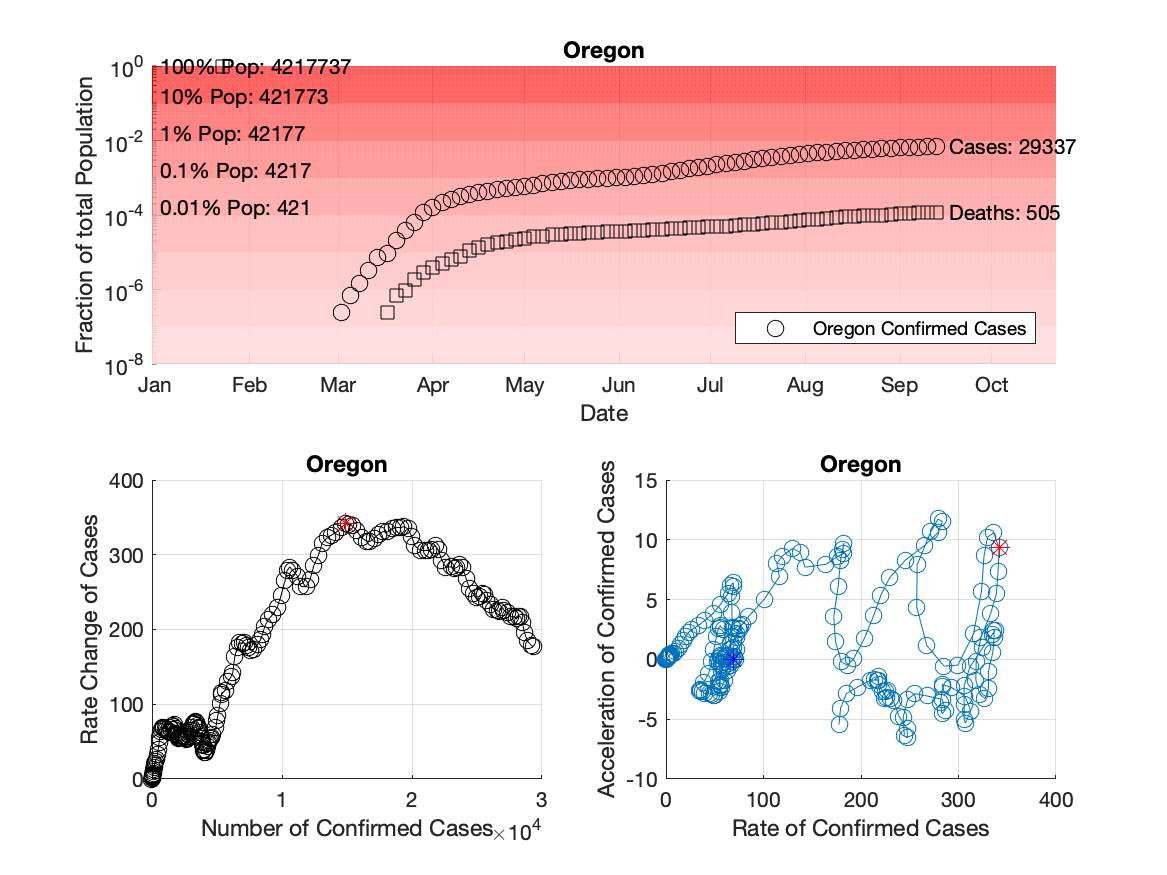 Oregon
10^0
10^-2
10^-4
10^-6
10^-8
Fraction of total Population
100% Pop: 4217737
10% Pop: 421773
1% Pop: 42177
0.1% Pop: 4217
0.01% Pop: 421
Cases: 29337
Deaths: 505
Oregon Confirmed Cases
Jan Feb Mar Apr May Jun Jul Aug Sep Oct
Date
Oregon
400
300
200
100
0
Rate Change of Cases
0 1 2 3
Number of Confirmed Cases ×10^4
Oregon
15
10
5
0
-5
-10
Acceleration of Confirmed Cases
0 100 200 300 400
Rate of Confirmed Cases